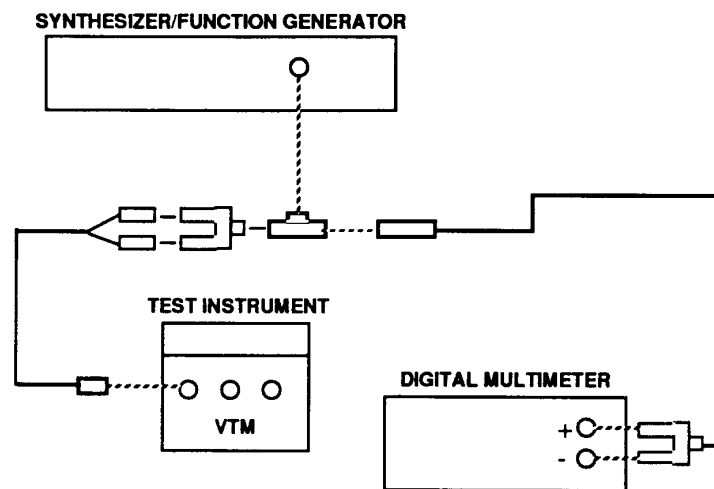 SYNTHESIZER/FUNCTION GENERATOR
TEST INSTRUMENT
VTM
DIGITAL MULTIMETER
+
-